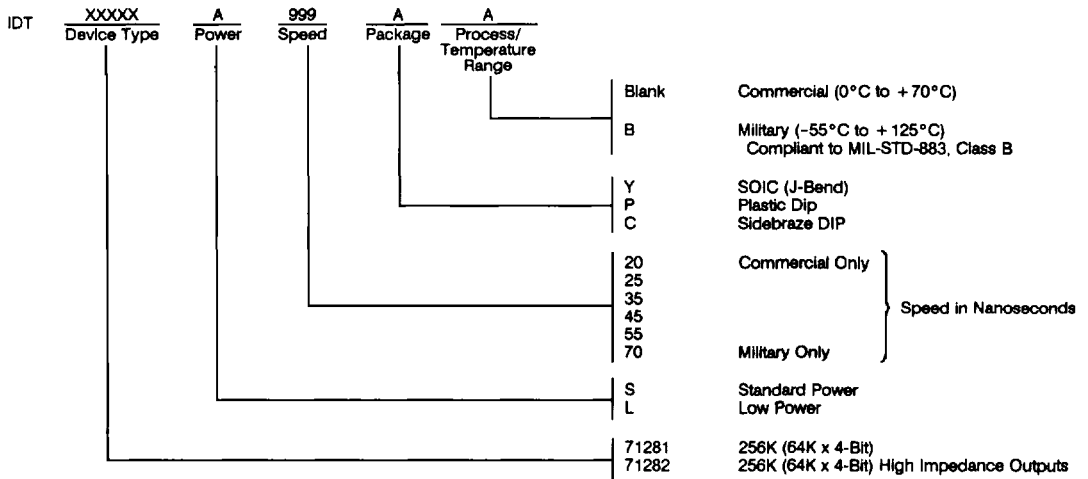 IDT XXXXX A 999 A A
Device Type Power Speed Package Process/
Temperature
Range
Blank Commercial (0°C to +70°C)
B Military (-55°C to +125°C)
Compliant to MIL-STD-883, Class B
Y SOIC (J-Bend)
P Plastic Dip
C Sidebraze DIP
20 Commercial Only
25
35
45
55
70 Military Only
Speed in Nanoseconds
S Standard Power
L Low Power
71281 256K (64K x 4-Bit)
71282 256K (64K x 4-Bit) High Impedance Outputs